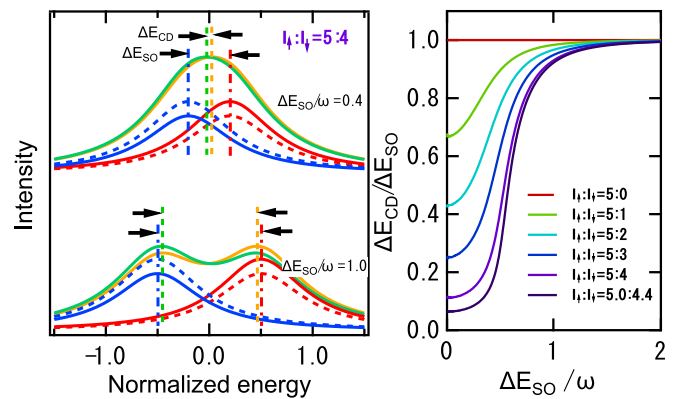 ΔE_CD
I↑:I↓=5:4
ΔE_SO
ΔE_SO/ω=0.4
ΔE_SO/ω=1.0
Intensity
-1.0
0.0
1.0
Normalized energy
1.0
0.8
0.6
0.4
0.2
0.0
ΔE_CD/ΔE_SO
I↑:I↓=5:0
I↑:I↓=5:1
I↑:I↓=5:2
I↑:I↓=5:3
I↑:I↓=5:4
I↑:I↓=5.0:4.4
0
1
2
ΔE_SO/ω